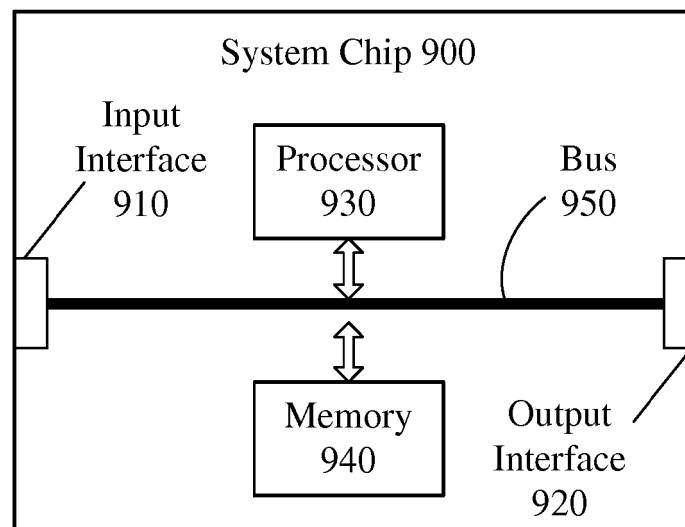 System Chip 900
Input
Interface
910
Processor
930
Bus
950
Memory
940
Output
Interface
920